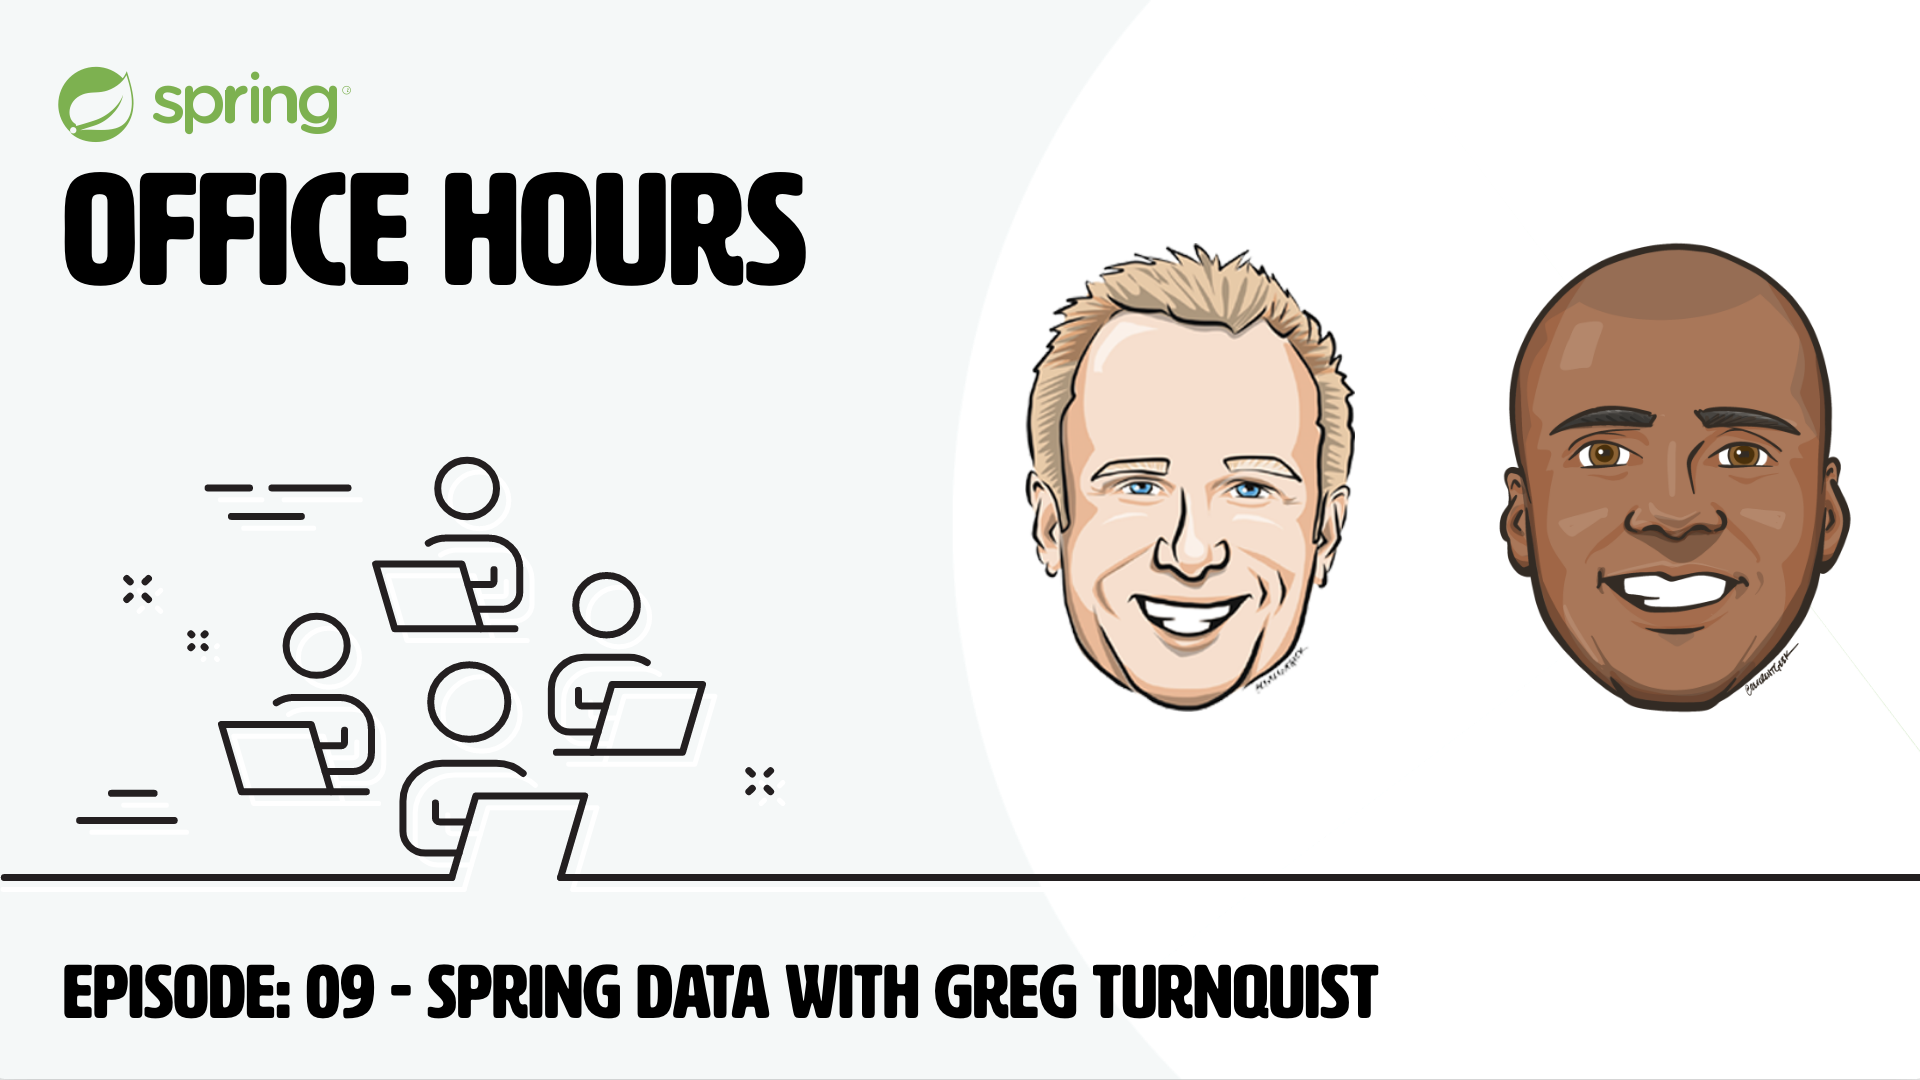 spring
OFFICE HOURS
EPISODE: 09 - SPRING DATA WITH GREG TURNQUIST